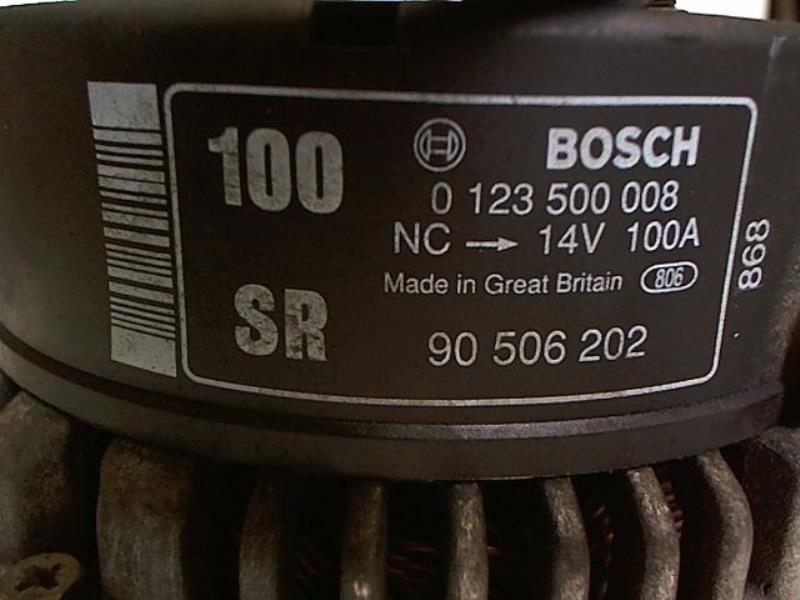 100
BOSCH
0 123 500 008
NC → 14V 100A
Made in Great Britain 806
SR
90 506 202
868